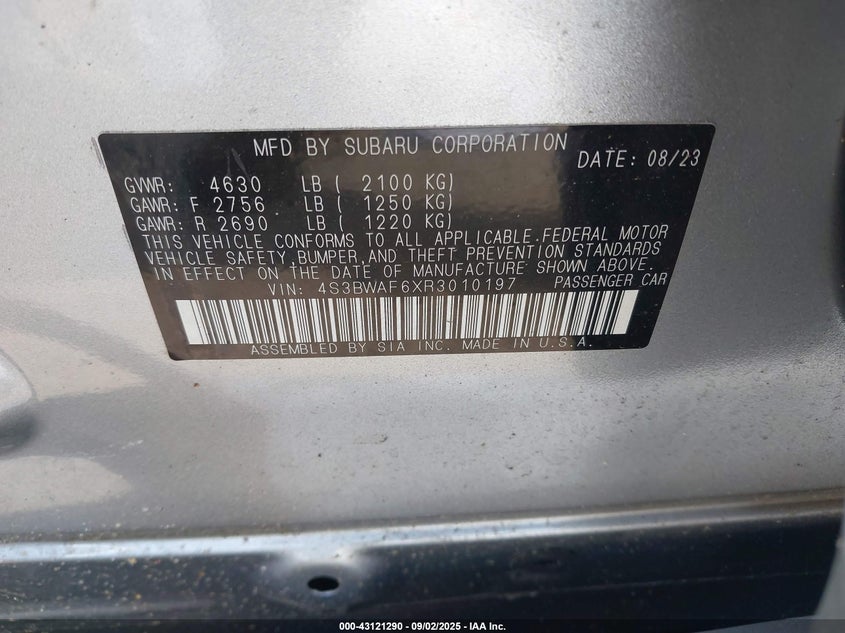 MFD BY SUBARU CORPORATION DATE: 08/23
GVWR: 4630 LB ( 2100 KG)
GAWR: F 2756 LB ( 1250 KG)
GAWR: R 2690 LB ( 1220 KG)
THIS VEHICLE CONFORMS TO ALL APPLICABLE FEDERAL MOTOR
VEHICLE SAFETY, BUMPER, AND THEFT PREVENTION STANDARDS
IN EFFECT ON THE DATE OF MANUFACTURE SHOWN ABOVE.
VIN: 4S3BWAF6XR3010197 PASSENGER CAR
ASSEMBLED BY SIA INC. MADE IN U.S.A.
000-43121290 - 09/02/2025 - IAA Inc.